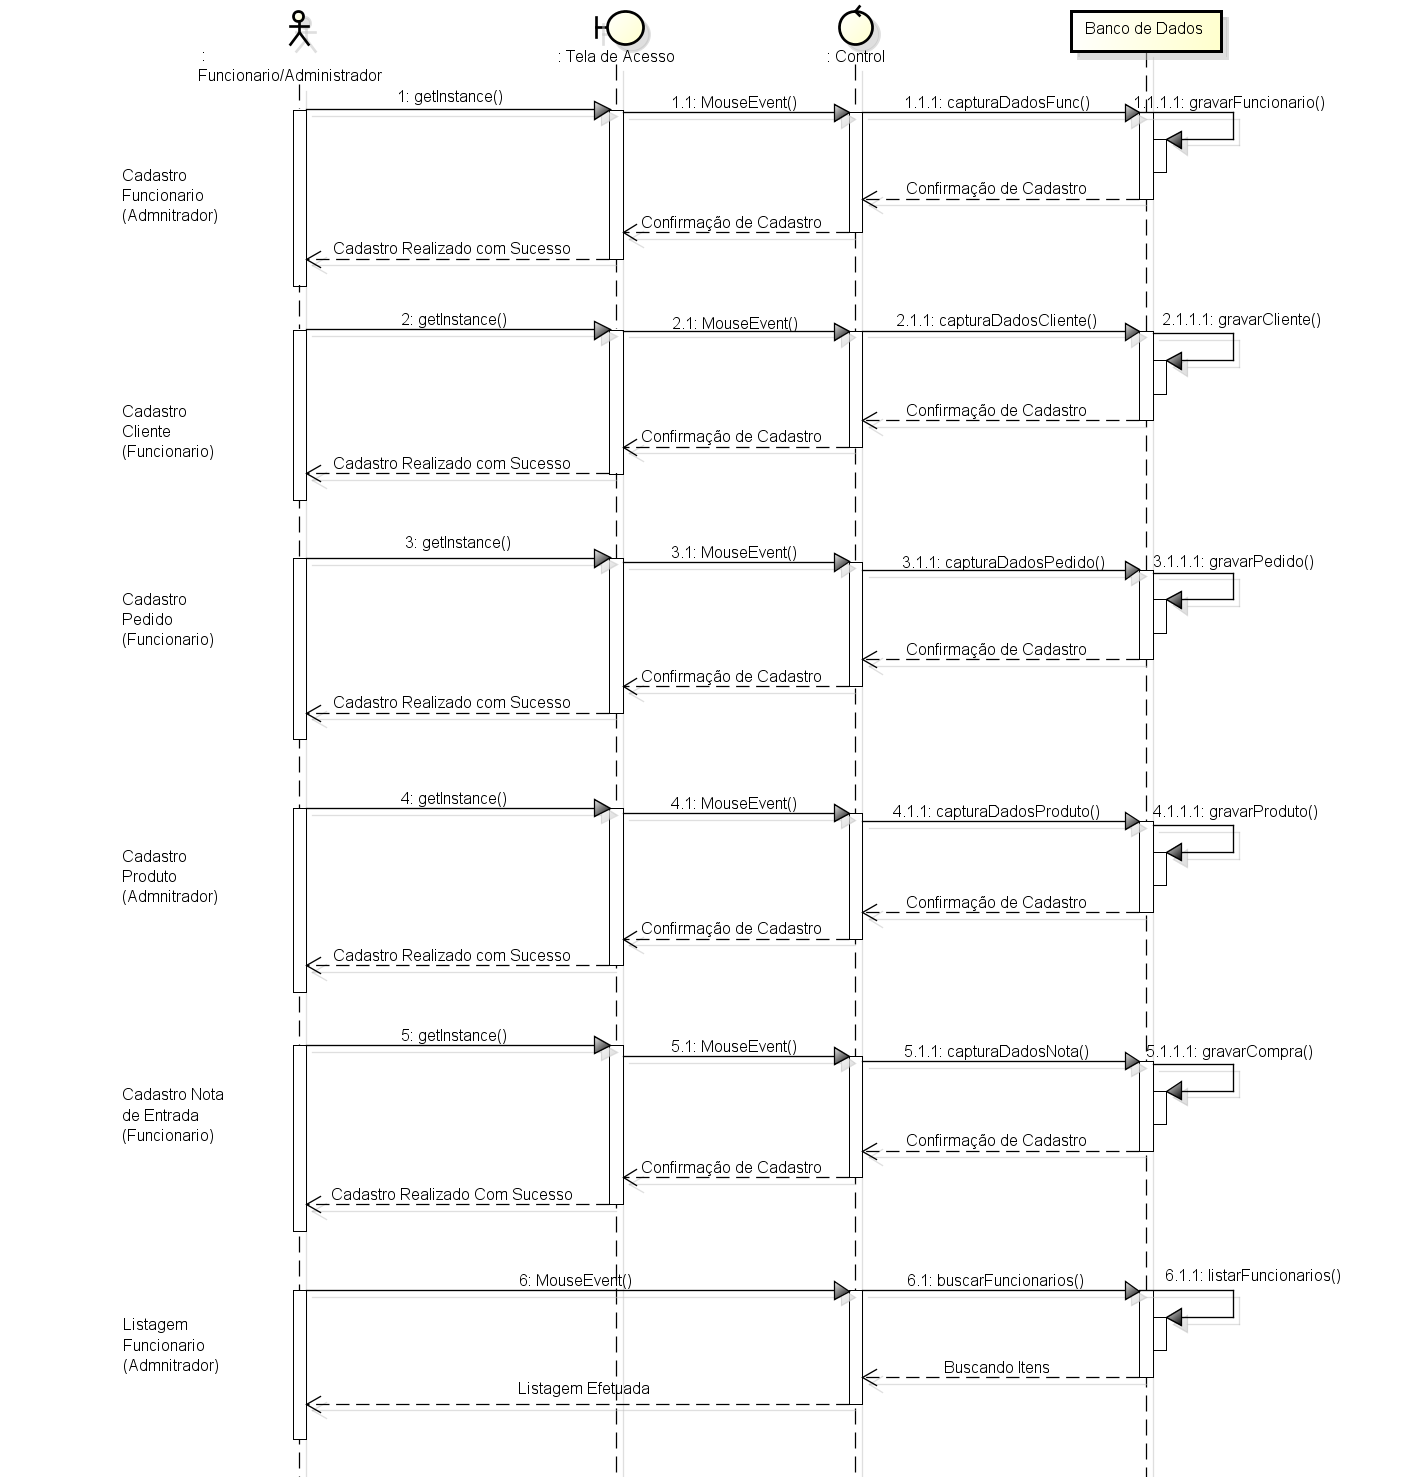 :
Funcionario/Administrador
: Tela de Acesso
: Control
Banco de Dados
1: getInstance()
1.1: MouseEvent()
1.1.1: capturaDadosFunc()
1.1.1.1: gravarFuncionario()
Cadastro
Funcionario
(Admnitrador)
Confirmação de Cadastro
Confirmação de Cadastro
Cadastro Realizado com Sucesso
2: getInstance()
2.1: MouseEvent()
2.1.1: capturaDadosCliente()
2.1.1.1: gravarCliente()
Cadastro
Cliente
(Funcionario)
Confirmação de Cadastro
Confirmação de Cadastro
Cadastro Realizado com Sucesso
3: getInstance()
3.1: MouseEvent()
3.1.1: capturaDadosPedido()
3.1.1.1: gravarPedido()
Cadastro
Pedido
(Funcionario)
Confirmação de Cadastro
Confirmação de Cadastro
Cadastro Realizado com Sucesso
4: getInstance()
4.1: MouseEvent()
4.1.1: capturaDadosProduto()
4.1.1.1: gravarProduto()
Cadastro
Produto
(Admnitrador)
Confirmação de Cadastro
Confirmação de Cadastro
Cadastro Realizado com Sucesso
5: getInstance()
5.1: MouseEvent()
5.1.1: capturaDadosNota()
5.1.1.1: gravarCompra()
Cadastro Nota
de Entrada
(Funcionario)
Confirmação de Cadastro
Confirmação de Cadastro
Cadastro Realizado Com Sucesso
6: MouseEvent()
6.1: buscarFuncionarios()
6.1.1: listarFuncionarios()
Listagem
Funcionario
(Admnitrador)
Buscando Itens
Listagem Efetuada